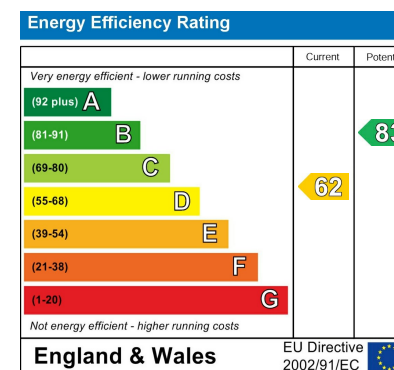 Energy Efficiency Rating
Current
Very energy efficient - lower running costs
(92 plus) A
(81-91) B
(69-80) C
62
(55-68) D
(39-54) E
(21-38) F
(1-20) G
Not energy efficient - higher running costs
England & Wales
EU Directive
2002/91/EC